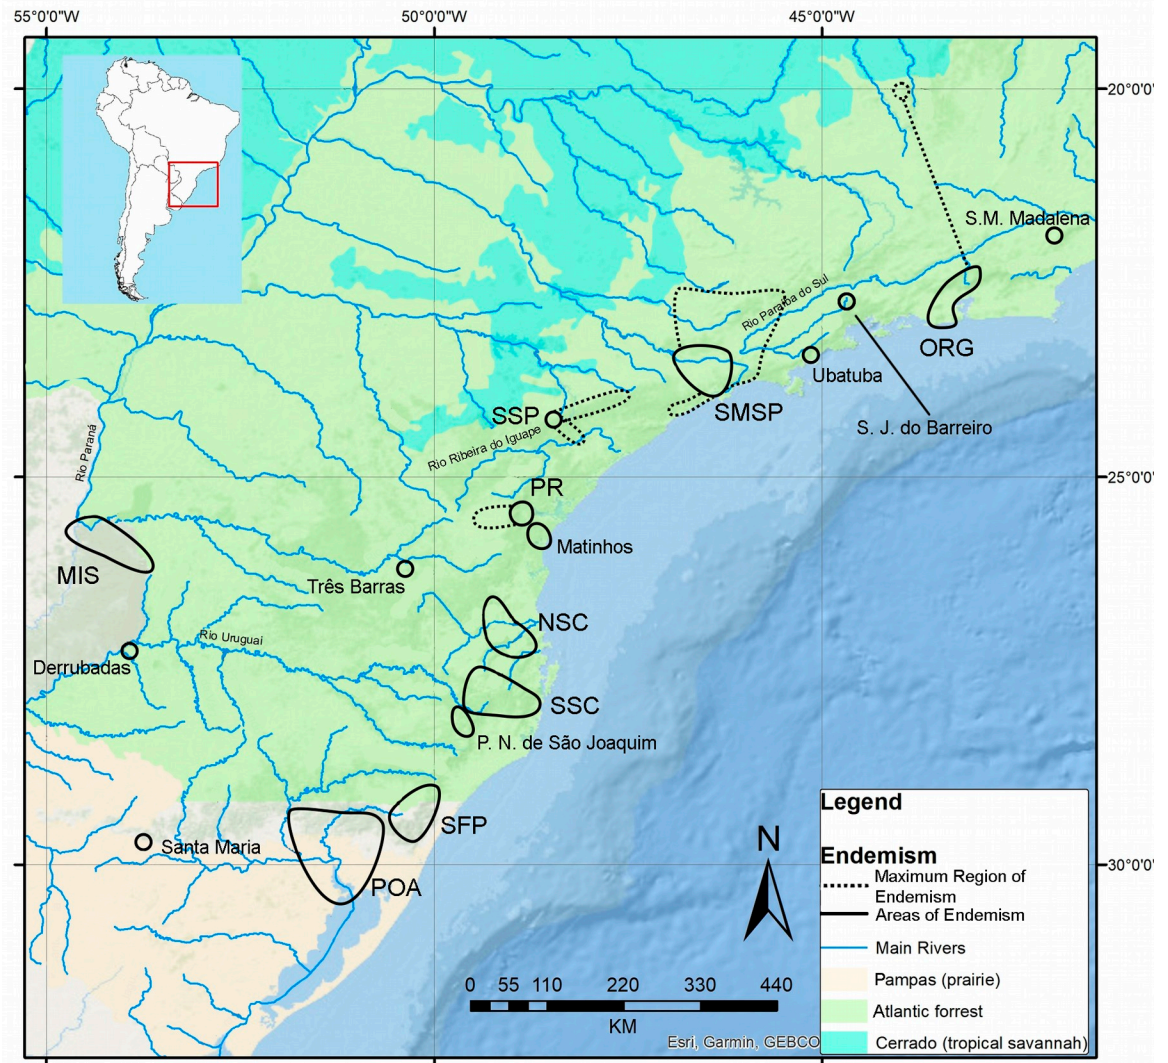 55°0'0"W
50°0'0"W
45°0'0"W
20°0'0"
S.M. Madalena
Rio Paraíba do Sul
ORG
Ubatuba
SMSP
S. J. do Barreiro
SSP
Rio Ribeira do Iguape
Rio Paraná
25°0'0"
PR
Matinhos
MIS
Três Barras
NSC
Rio Uruguai
Derrubadas
SSC
P. N. de São Joaquim
SFP
Santa Maria
POA
30°0'0"
N
0 55 110 220 330 440
KM
Esri, Garmin, GEBCO
Legend
Endemism
Maximum Region of
Endemism
Areas of Endemism
Main Rivers
Pampas (prairie)
Atlantic forrest
Cerrado (tropical savannah)